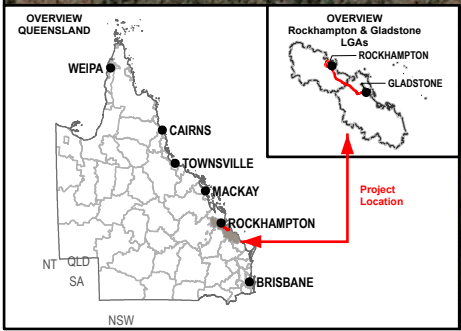 OVERVIEW
QUEENSLAND
WEIPA
CAIRNS
TOWNSVILLE
MACKAY
ROCKHAMPTON
BRISBANE
NT
QLD
SA
NSW
OVERVIEW
Rockhampton & Gladstone
LGAs
ROCKHAMPTON
GLADSTONE
Project
Location